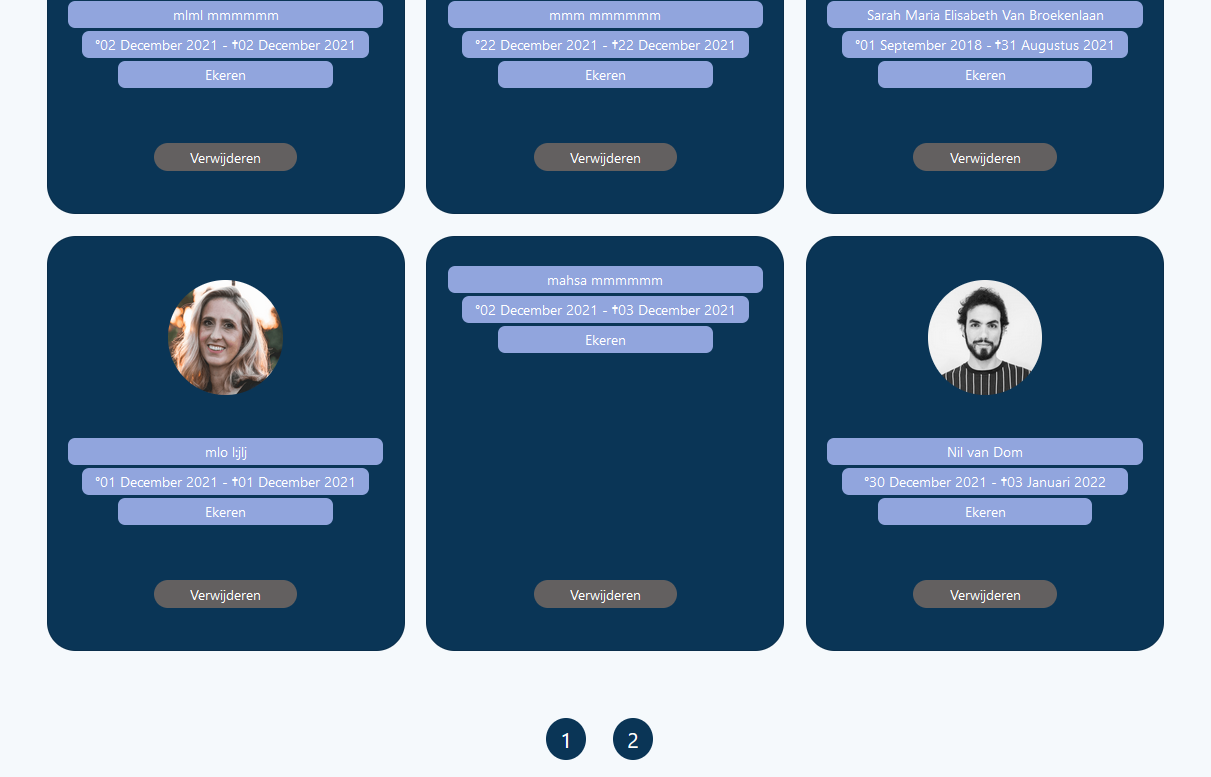 mlml mmmmmm
°02 December 2021 - ✝02 December 2021
Ekeren
Verwijderen
mmm mmmmmm
°22 December 2021 - ✝22 December 2021
Ekeren
Verwijderen
Sarah Maria Elisabeth Van Broekenlaan
°01 September 2018 - ✝31 Augustus 2021
Ekeren
Verwijderen
mlo l:jlj
°01 December 2021 - ✝01 December 2021
Ekeren
Verwijderen
mahsa mmmmmm
°02 December 2021 - ✝03 December 2021
Ekeren
Verwijderen
Nil van Dom
°30 December 2021 - ✝03 Januari 2022
Ekeren
Verwijderen
1 2